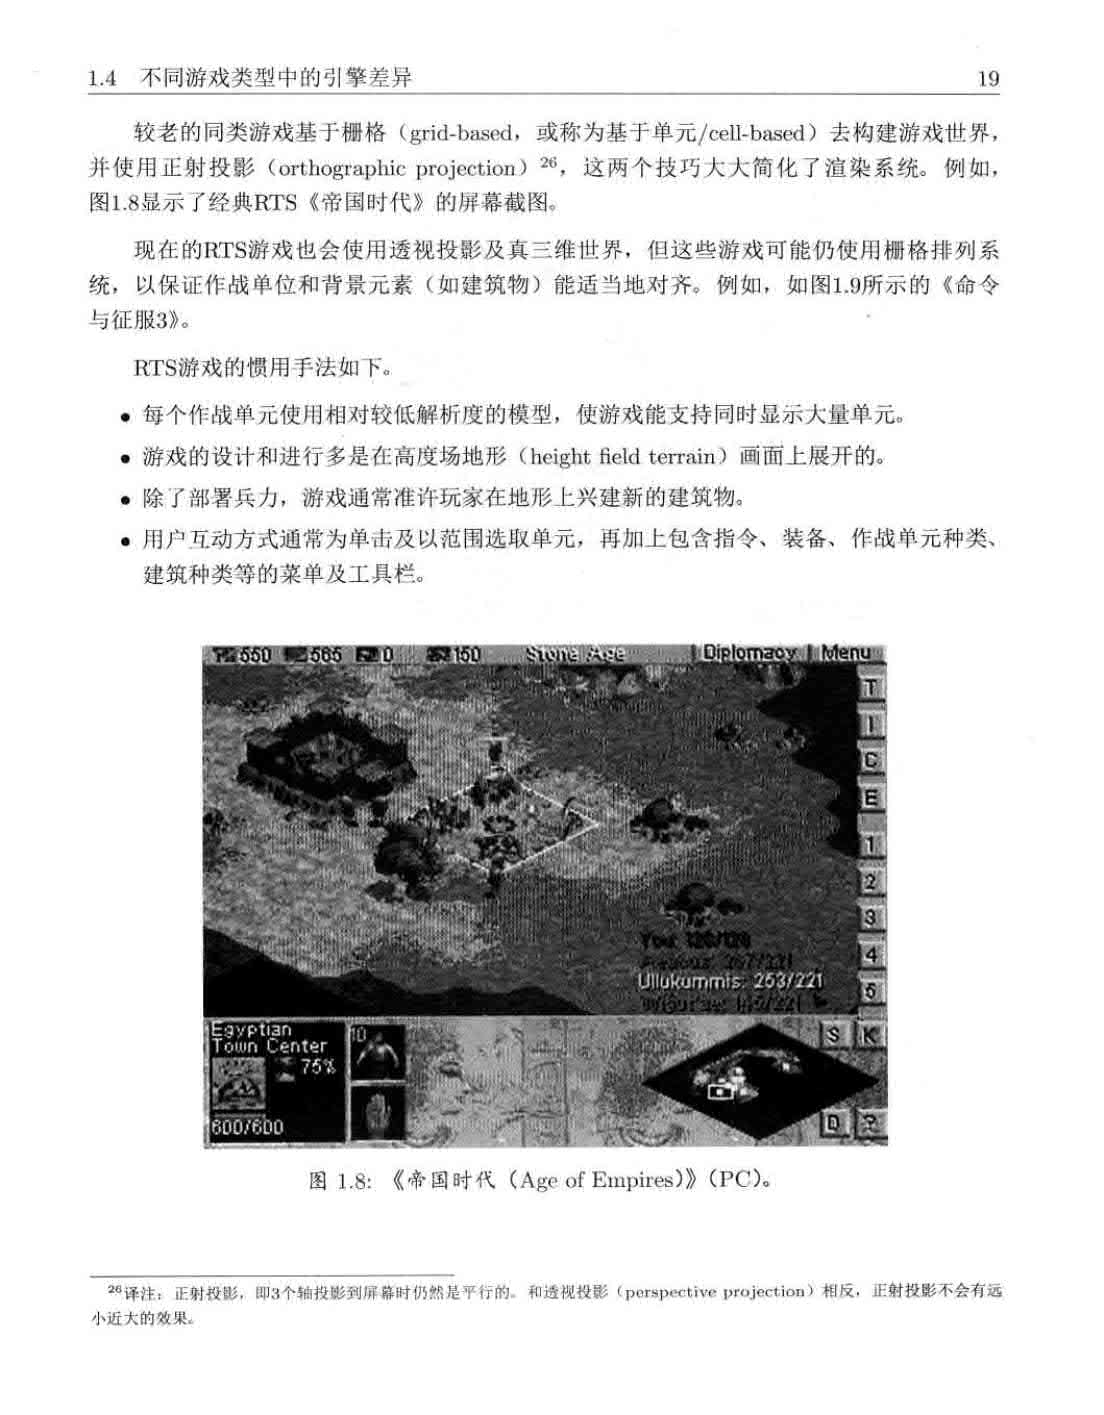 1.4 不同游戏类型中的引擎差异 19
较老的同类游戏基于栅格（grid-based，或称为基于单元/cell-based）去构建游戏世界，
并使用正射投影（orthographic projection）26，这两个技巧大大简化了渲染系统。例如，
图1.8显示了经典RTS《帝国时代》的屏幕截图。
现在的RTS游戏也会使用透视投影及真三维世界，但这些游戏可能仍使用栅格排列系
统，以保证作战单位和背景元素（如建筑物）能适当地对齐。例如，如图1.9所示的《命令
与征服3》。
RTS游戏的惯用手法如下。
● 每个作战单元使用相对较低解析度的模型，使游戏能支持同时显示大量单元。
● 游戏的设计和进行多是在高度场地形（height field terrain）画面上展开的。
● 除了部署兵力，游戏通常准许玩家在地形上兴建新的建筑物。
● 用户互动方式通常为单击及以范围选取单元，再加上包含指令、装备、作战单元种类、
建筑种类等的菜单及工具栏。
550 565 0 150 Stone Age Diplomacy Menu
T
I
C
E
1
2
3
4
5
You: 126/126
Ullukummis: 253/221
Egyptian
Town Center
75%
600/600
10
S K
D ?
图 1.8: 《帝国时代（Age of Empires）》（PC）。
26译注：正射投影，即3个轴投影到屏幕时仍然是平行的。和透视投影（perspective projection）相反，正射投影不会有远
小近大的效果。